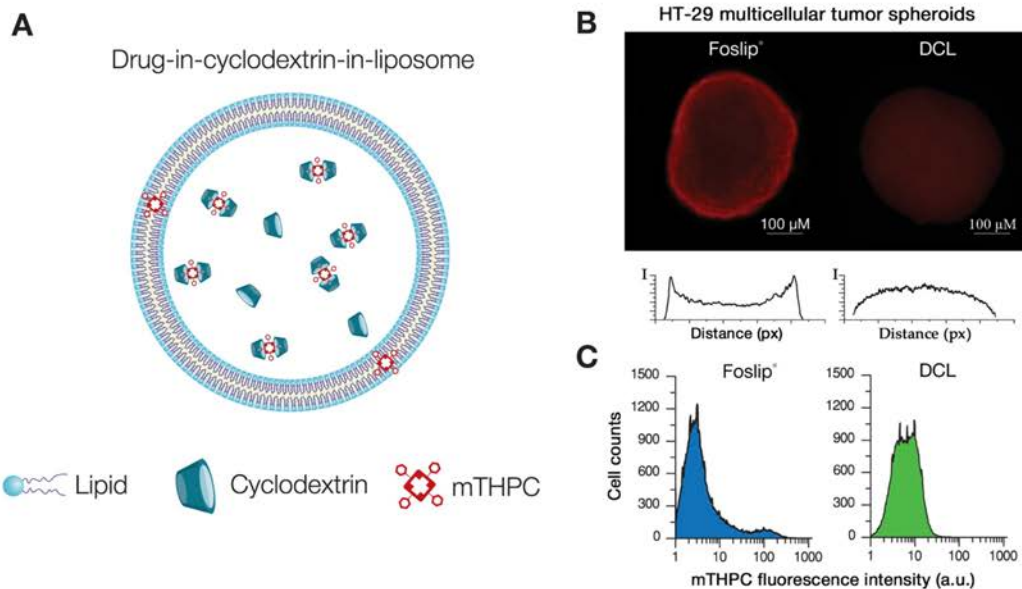 A
Drug-in-cyclodextrin-in-liposome
Lipid
Cyclodextrin
mTHPC
B
HT-29 multicellular tumor spheroids
Foslip®
DCL
100 µM
100 µM
I
I
Distance (px)
Distance (px)
C
Foslip®
DCL
Cell counts
1500
1200
900
600
300
0
1
10
100
1000
1500
1200
900
600
300
0
1
10
100
1000
mTHPC fluorescence intensity (a.u.)